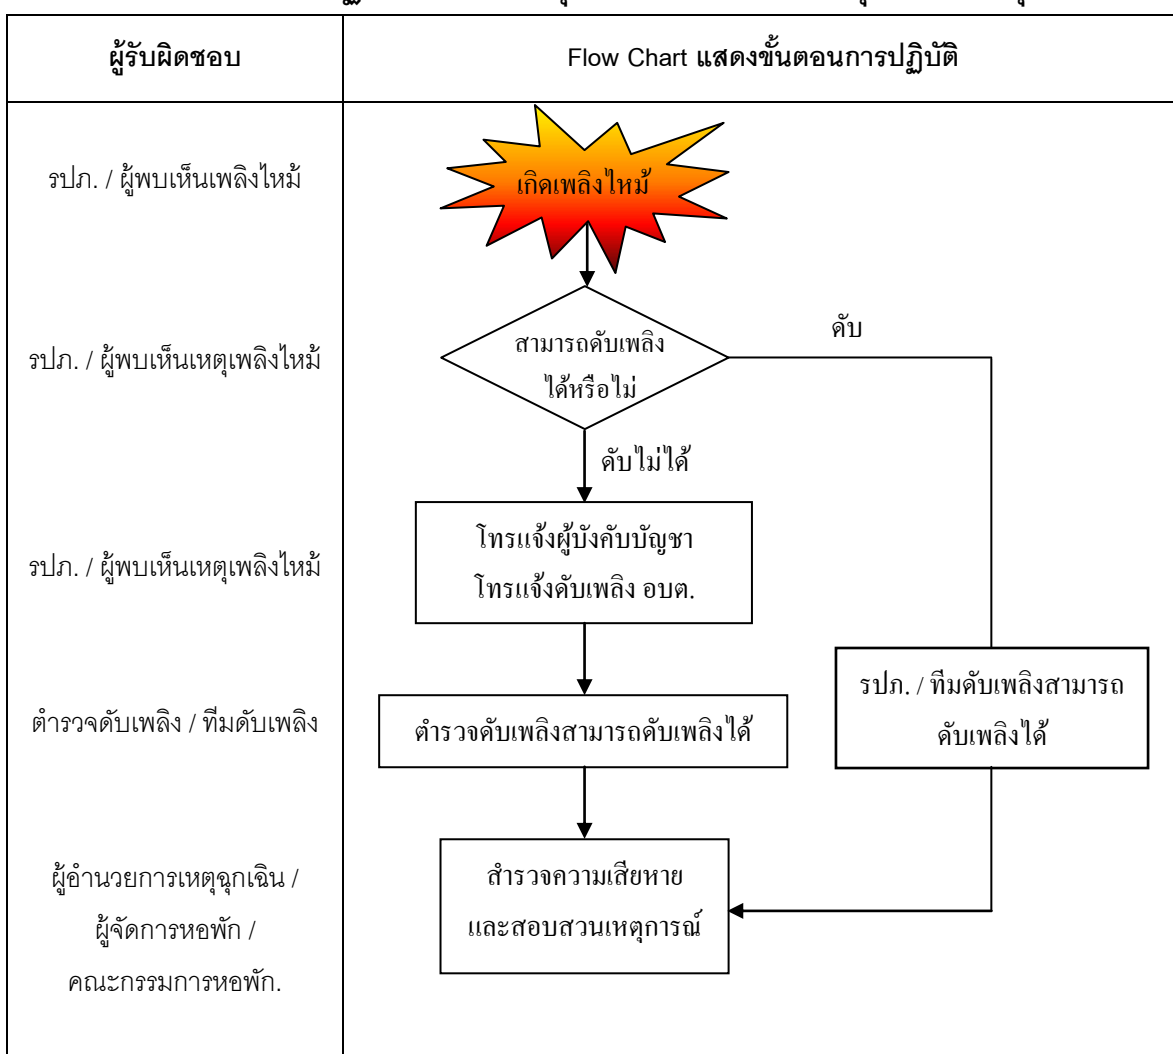 ผู้รับผิดชอบ
Flow Chart แสดงขั้นตอนการปฏิบัติ
รปภ. / ผู้พบเห็นเพลิงไหม้
เกิดเพลิงไหม้
รปภ. / ผู้พบเห็นเหตุเพลิงไหม้
สามารถดับเพลิง
ได้หรือไม่
ดับ
ดับไม่ได้
รปภ. / ผู้พบเห็นเหตุเพลิงไหม้
โทรแจ้งผู้บังคับบัญชา
โทรแจ้งดับเพลิง อบต.
ตำรวจดับเพลิง / ทีมดับเพลิง
ตำรวจดับเพลิงสามารถดับเพลิงได้
รปภ. / ทีมดับเพลิงสามารถ
ดับเพลิงได้
ผู้อำนวยการเหตุฉุกเฉิน /
ผู้จัดการหอพัก /
คณะกรรมการหอพัก.
สำรวจความเสียหาย
และสอบสวนเหตุการณ์